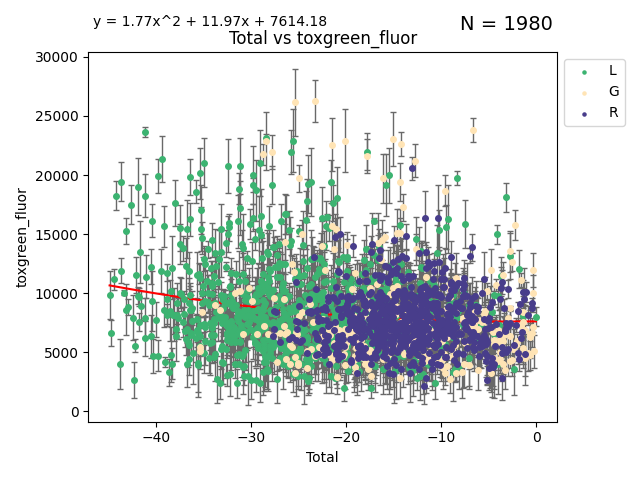 y = 1.77x^2 + 11.97x + 7614.18
N = 1980
Total vs toxgreen_fluor
30000
25000
20000
15000
10000
5000
0
toxgreen_fluor
−40
−30
−20
−10
0
Total
L
G
R